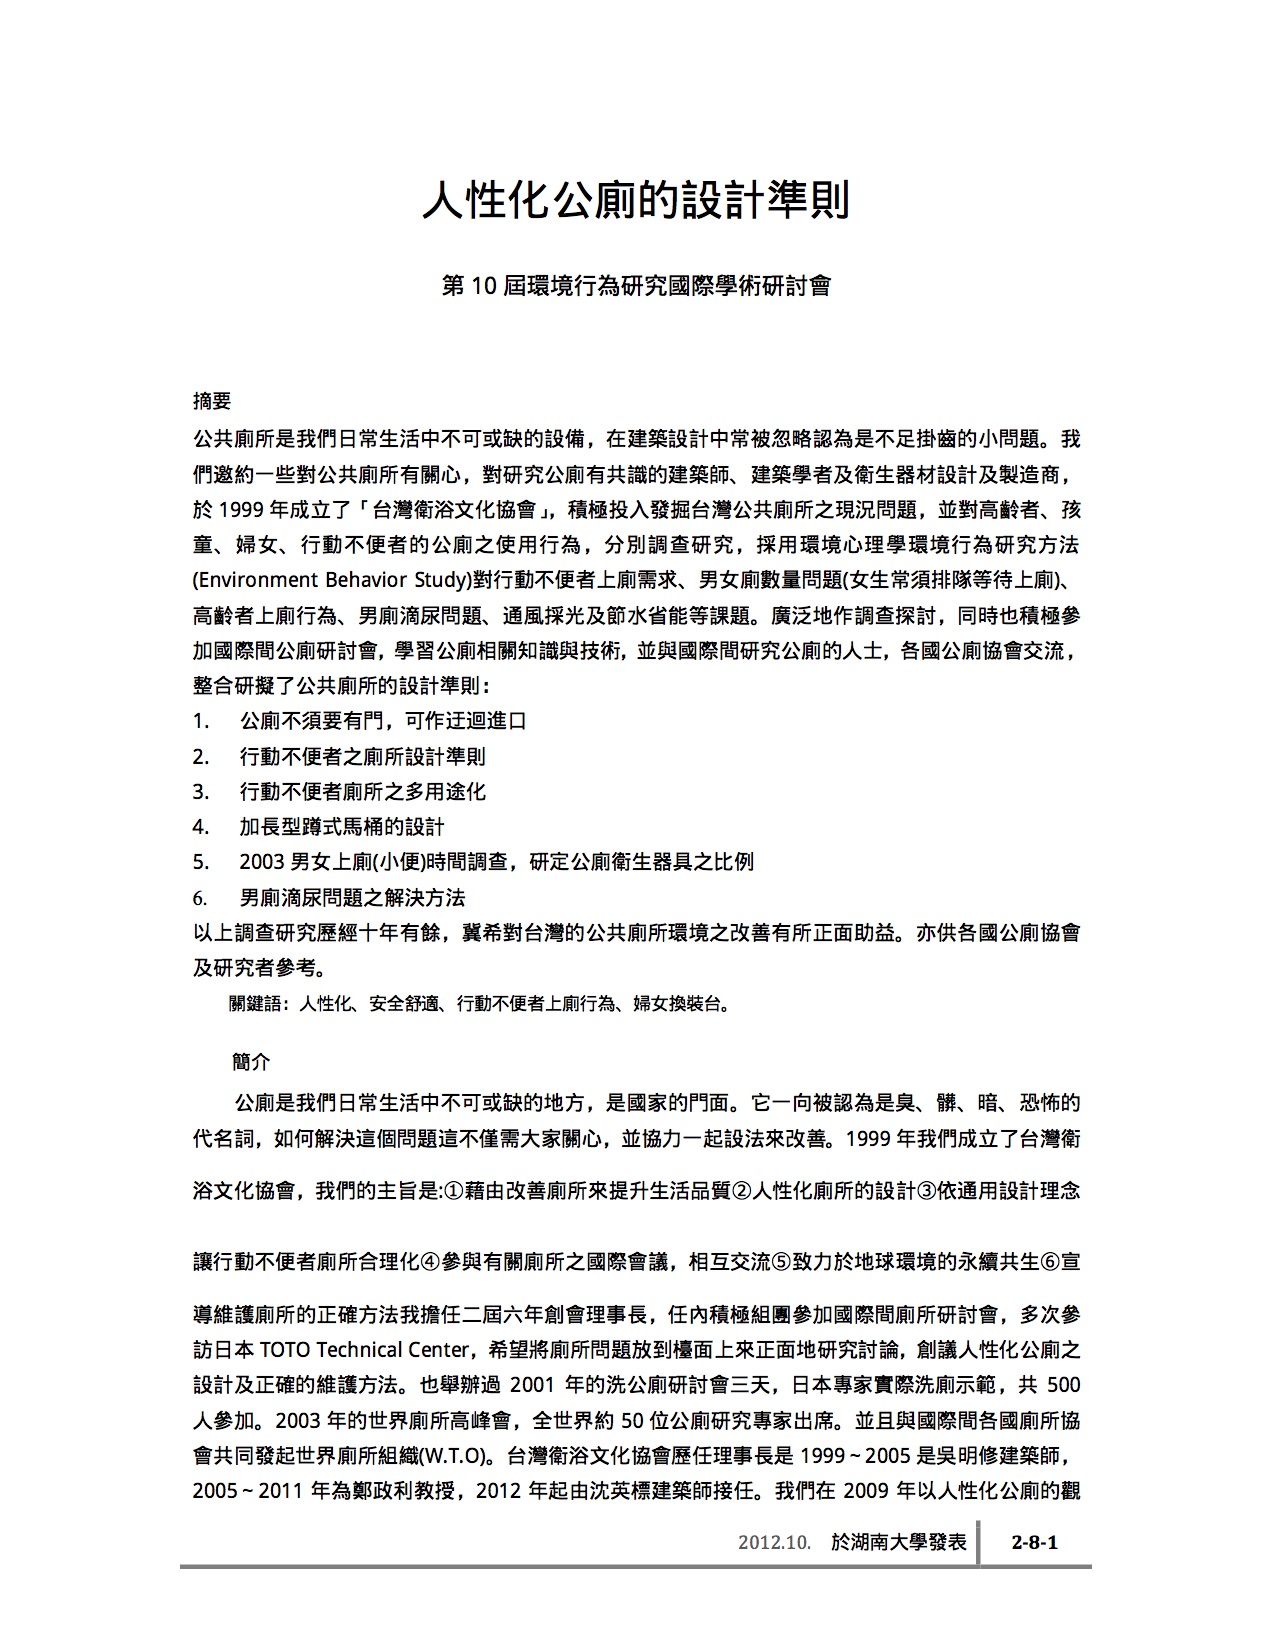 人性化公廁的設計準則
第 10 屆環境行為研究國際學術研討會
摘要
公共廁所是我們日常生活中不可或缺的設備，在建築設計中常被忽略認為是不足掛齒的小問題。我
們邀約一些對公共廁所有關心，對研究公廁有共識的建築師、建築學者及衛生器材設計及製造商，
於 1999 年成立了「台灣衛浴文化協會」，積極投入發掘台灣公共廁所之現況問題，並對高齡者、孩
童、婦女、行動不便者的公廁之使用行為，分別調查研究，採用環境心理學環境行為研究方法
(Environment Behavior Study)對行動不便者上廁需求、男女廁數量問題(女生常須排隊等待上廁)、
高齡者上廁行為、男廁滴尿問題、通風採光及節水省能等課題。廣泛地作調查探討，同時也積極參
加國際間公廁研討會，學習公廁相關知識與技術，並與國際間研究公廁的人士，各國公廁協會交流，
整合研擬了公共廁所的設計準則：
1. 公廁不須要有門，可作迂迴進口
2. 行動不便者之廁所設計準則
3. 行動不便者廁所之多用途化
4. 加長型蹲式馬桶的設計
5. 2003 男女上廁(小便)時間調查，研定公廁衛生器具之比例
6. 男廁滴尿問題之解決方法
以上調查研究歷經十年有餘，冀希對台灣的公共廁所環境之改善有所正面助益。亦供各國公廁協會
及研究者參考。
關鍵語：人性化、安全舒適、行動不便者上廁行為、婦女換裝台。
簡介
公廁是我們日常生活中不可或缺的地方，是國家的門面。它一向被認為是臭、髒、暗、恐怖的
代名詞，如何解決這個問題這不僅需大家關心，並協力一起設法來改善。1999 年我們成立了台灣衛
浴文化協會，我們的主旨是:①藉由改善廁所來提升生活品質②人性化廁所的設計③依通用設計理念
讓行動不便者廁所合理化④參與有關廁所之國際會議，相互交流⑤致力於地球環境的永續共生⑥宣
導維護廁所的正確方法我擔任二屆六年創會理事長，任內積極組團參加國際間廁所研討會，多次參
訪日本 TOTO Technical Center，希望將廁所問題放到檯面上來正面地研究討論，創議人性化公廁之
設計及正確的維護方法。也舉辦過 2001 年的洗公廁研討會三天，日本專家實際洗廁示範，共 500
人參加。2003 年的世界廁所高峰會，全世界約 50 位公廁研究專家出席。並且與國際間各國廁所協
會共同發起世界廁所組織(W.T.O)。台灣衛浴文化協會歷任理事長是 1999～2005 是吳明修建築師，
2005～2011 年為鄭政利教授，2012 年起由沈英標建築師接任。我們在 2009 年以人性化公廁的觀
2012.10. 於湖南大學發表 2-8-1